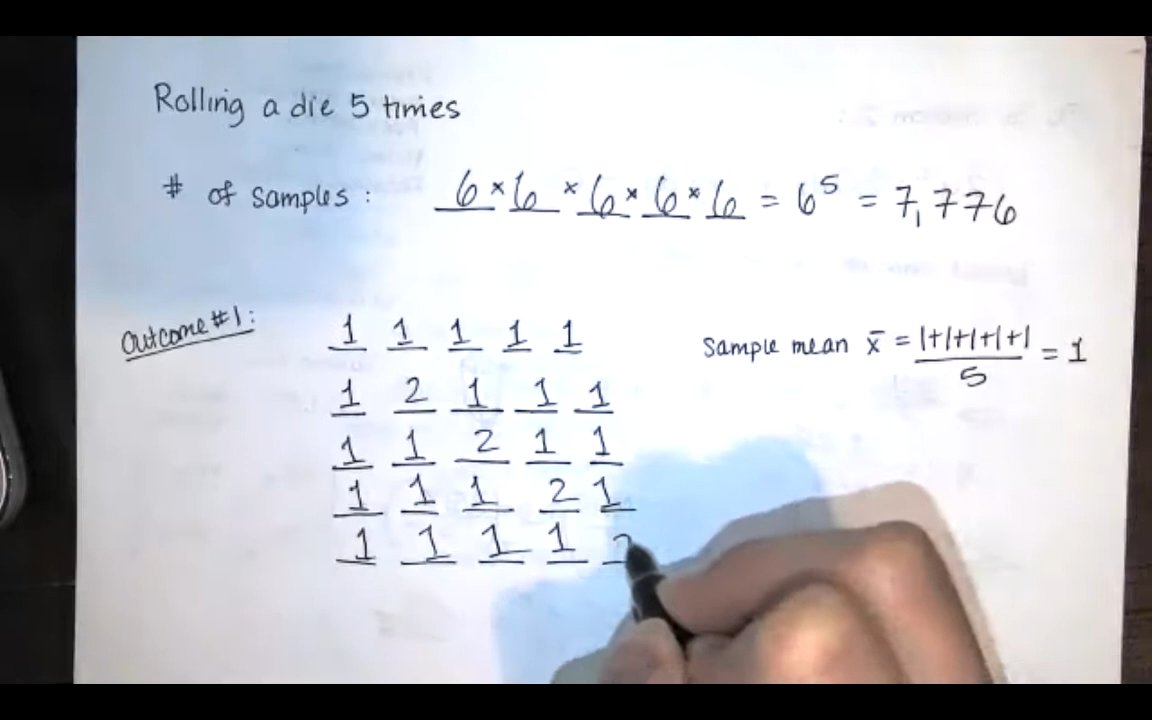 Rolling a die 5 times
# of samples : 6 × 6 × 6 × 6 × 6 = 6⁵ = 7,776
Outcome #1: 1 1 1 1 1 Sample mean x̄ = 1+1+1+1+1 / 5 = 1
1 2 1 1 1
1 1 2 1 1
1 1 1 2 1
1 1 1 1